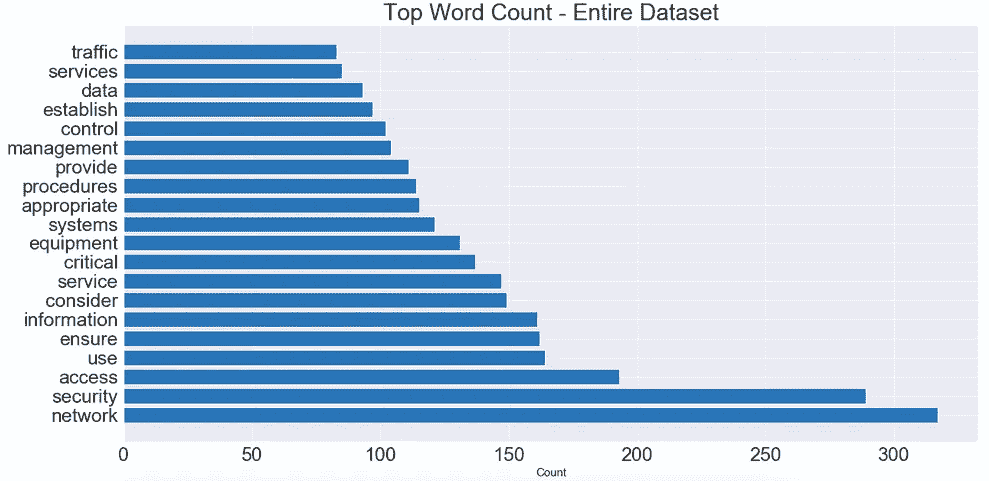 Top Word Count - Entire Dataset
traffic
services
data
establish
control
management
provide
procedures
appropriate
systems
equipment
critical
service
consider
information
ensure
use
access
security
network
0 50 100 150 200 250 300
Count